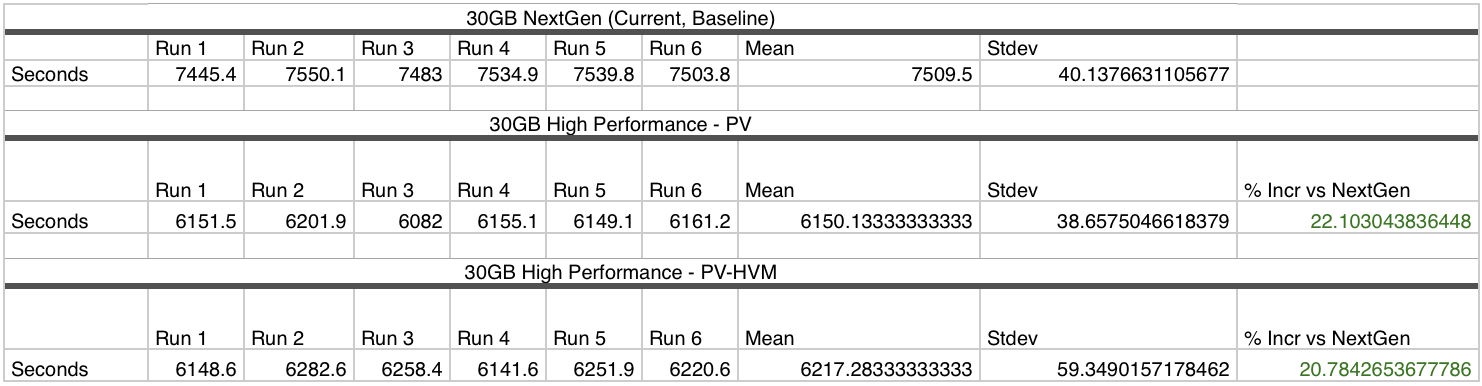 30GB NextGen (Current, Baseline)
Run 1 Run 2 Run 3 Run 4 Run 5 Run 6 Mean Stdev
Seconds 7445.4 7550.1 7483 7534.9 7539.8 7503.8 7509.5 40.1376631105677
30GB High Performance - PV
Run 1 Run 2 Run 3 Run 4 Run 5 Run 6 Mean Stdev % Incr vs NextGen
Seconds 6151.5 6201.9 6082 6155.1 6149.1 6161.2 6150.13333333333 38.6575046618379 22.103043836448
30GB High Performance - PV-HVM
Run 1 Run 2 Run 3 Run 4 Run 5 Run 6 Mean Stdev % Incr vs NextGen
Seconds 6148.6 6282.6 6258.4 6141.6 6251.9 6220.6 6217.28333333333 59.3490157178462 20.7842653677786